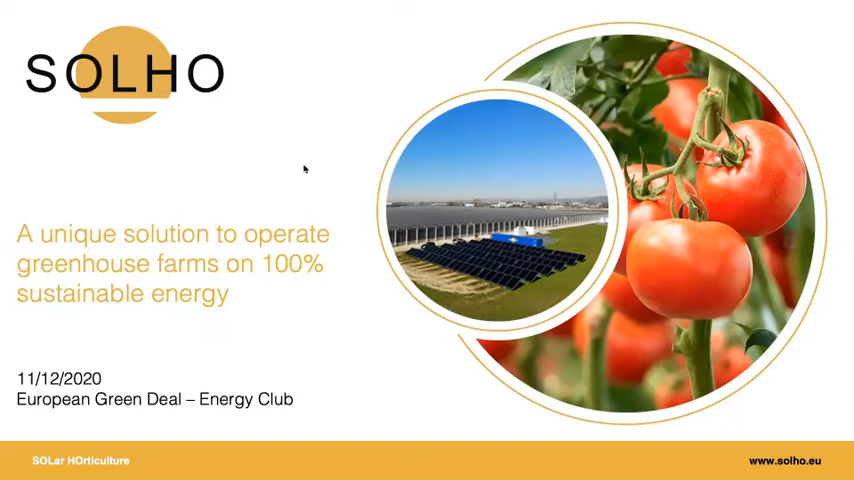 SOLHO
A unique solution to operate
greenhouse farms on 100%
sustainable energy
11/12/2020
European Green Deal – Energy Club
SOLar HOrticulture
www.solho.eu